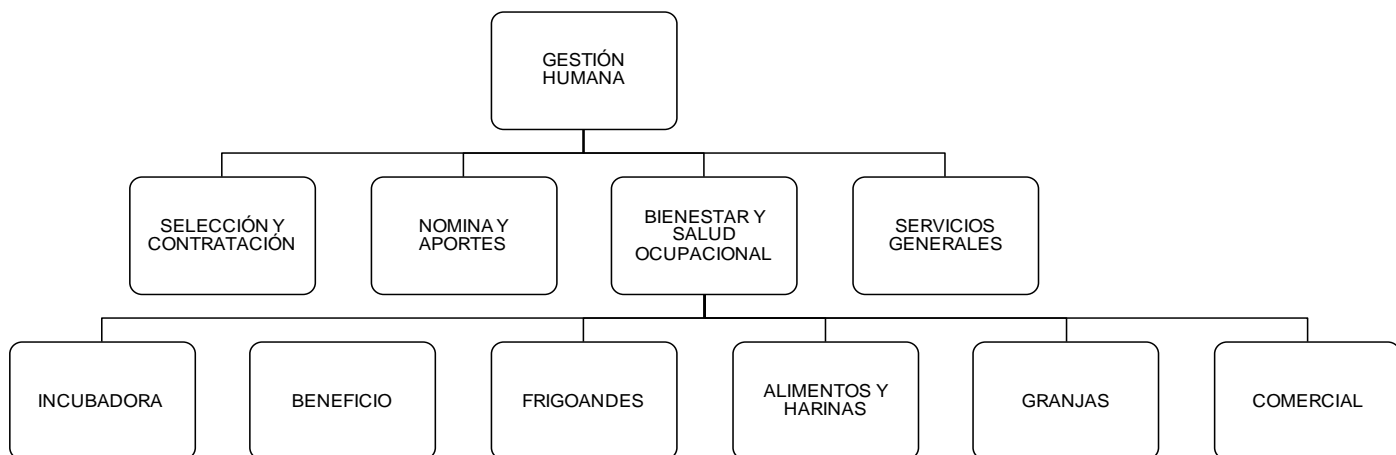 GESTIÓN
HUMANA
SELECCIÓN Y
CONTRATACIÓN
NOMINA Y
APORTES
BIENESTAR Y
SALUD
OCUPACIONAL
SERVICIOS
GENERALES
INCUBADORA
BENEFICIO
FRIGOANDES
ALIMENTOS Y
HARINAS
GRANJAS
COMERCIAL